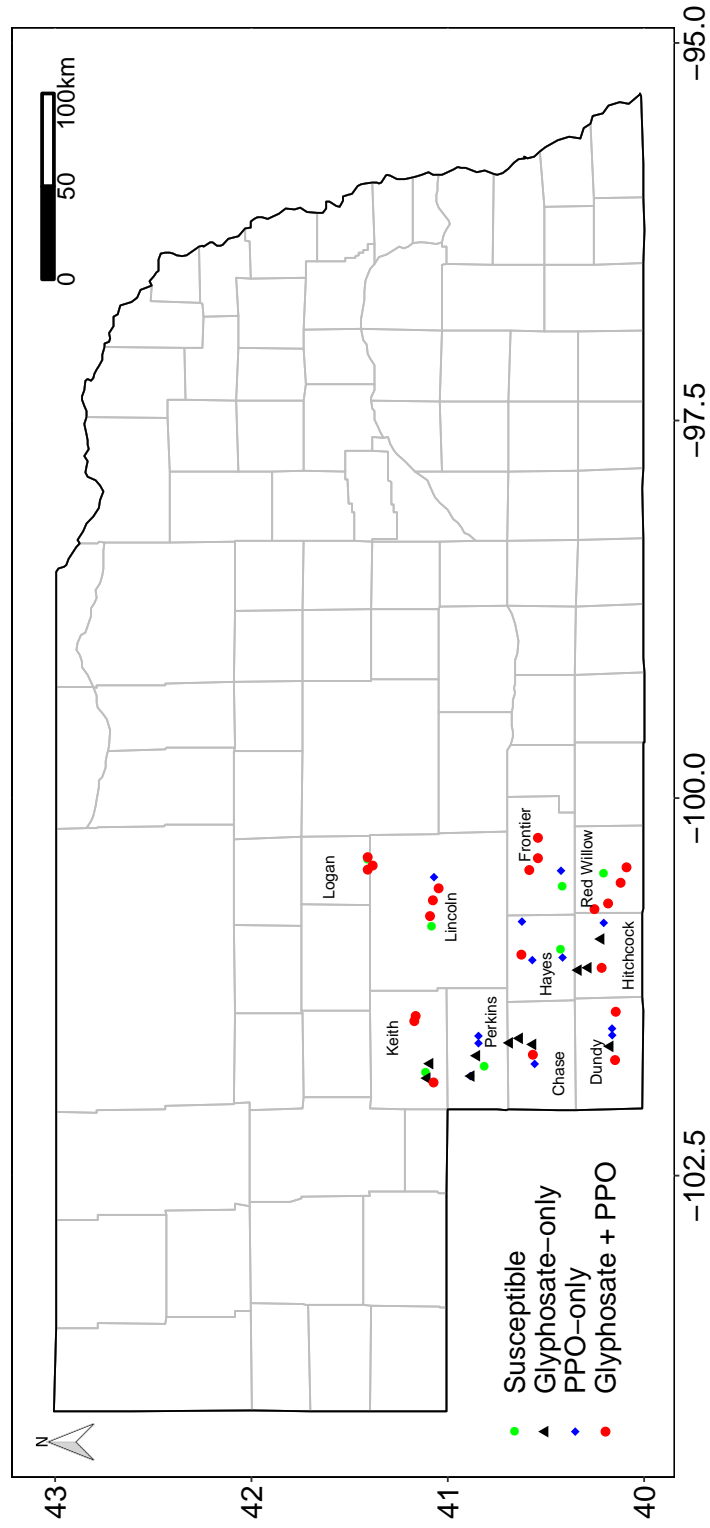 N
0
50
100km
43
42
41
40
Logan
Keith
Lincoln
Perkins
Frontier
Hayes
Chase
Red Willow
Hitchcock
Dundy
Susceptible
Glyphosate−only
PPO−only
Glyphosate + PPO
−102.5
−100.0
−97.5
−95.0